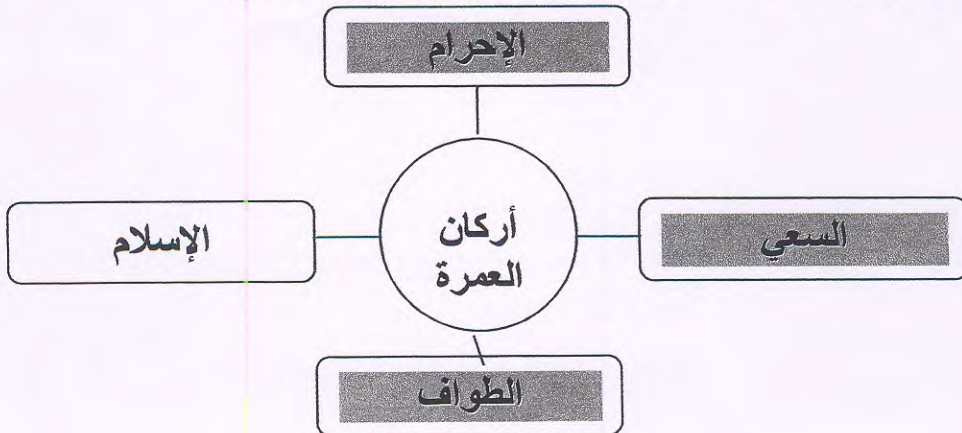 الإحرام
السعي
أركان
العمرة
الإسلام
الطواف